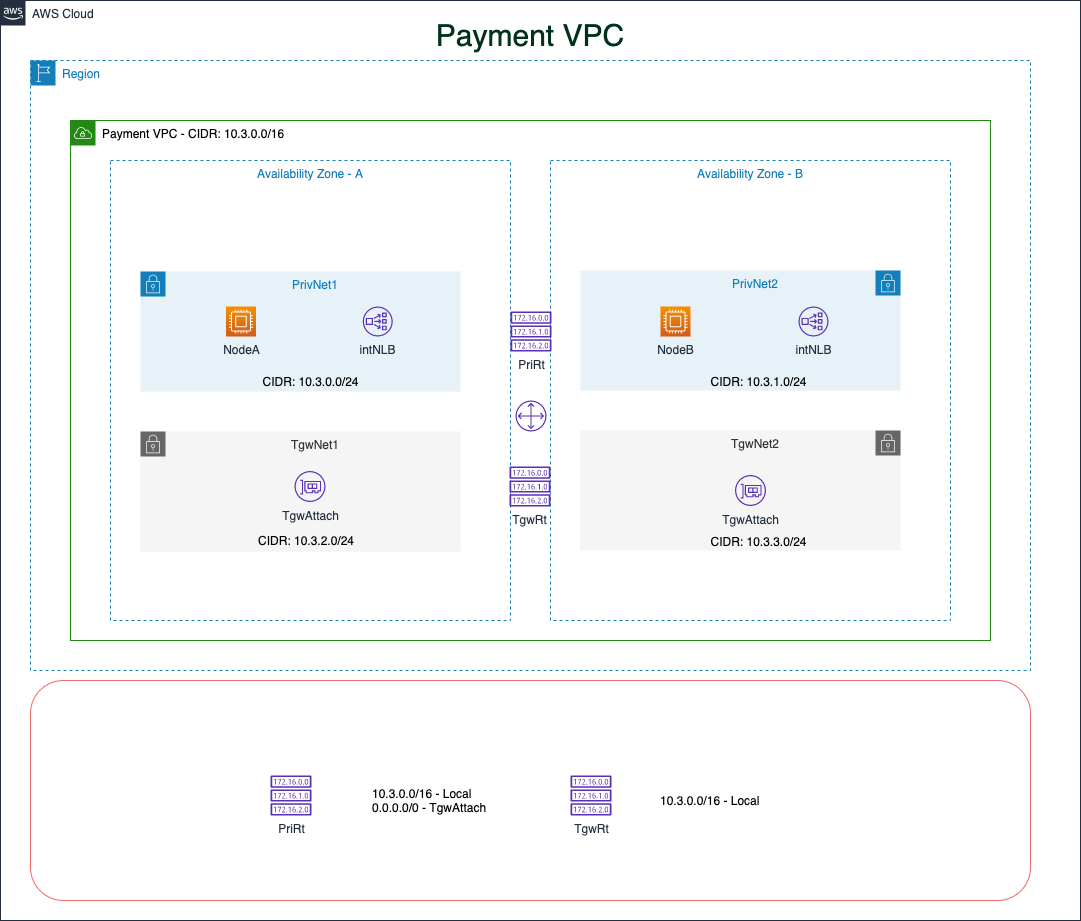 aws
AWS Cloud
Payment VPC
Region
Payment VPC - CIDR: 10.3.0.0/16
Availability Zone - A
Availability Zone - B
PrivNet1
PrivNet2
NodeA
intNLB
172.16.0.0
172.16.1.0
172.16.2.0
PriRt
NodeB
intNLB
CIDR: 10.3.0.0/24
CIDR: 10.3.1.0/24
TgwNet1
TgwNet2
TgwAttach
172.16.0.0
172.16.1.0
172.16.2.0
TgwRt
TgwAttach
CIDR: 10.3.2.0/24
CIDR: 10.3.3.0/24
172.16.0.0
172.16.1.0
172.16.2.0
PriRt
10.3.0.0/16 - Local
0.0.0.0/0 - TgwAttach
172.16.0.0
172.16.1.0
172.16.2.0
TgwRt
10.3.0.0/16 - Local